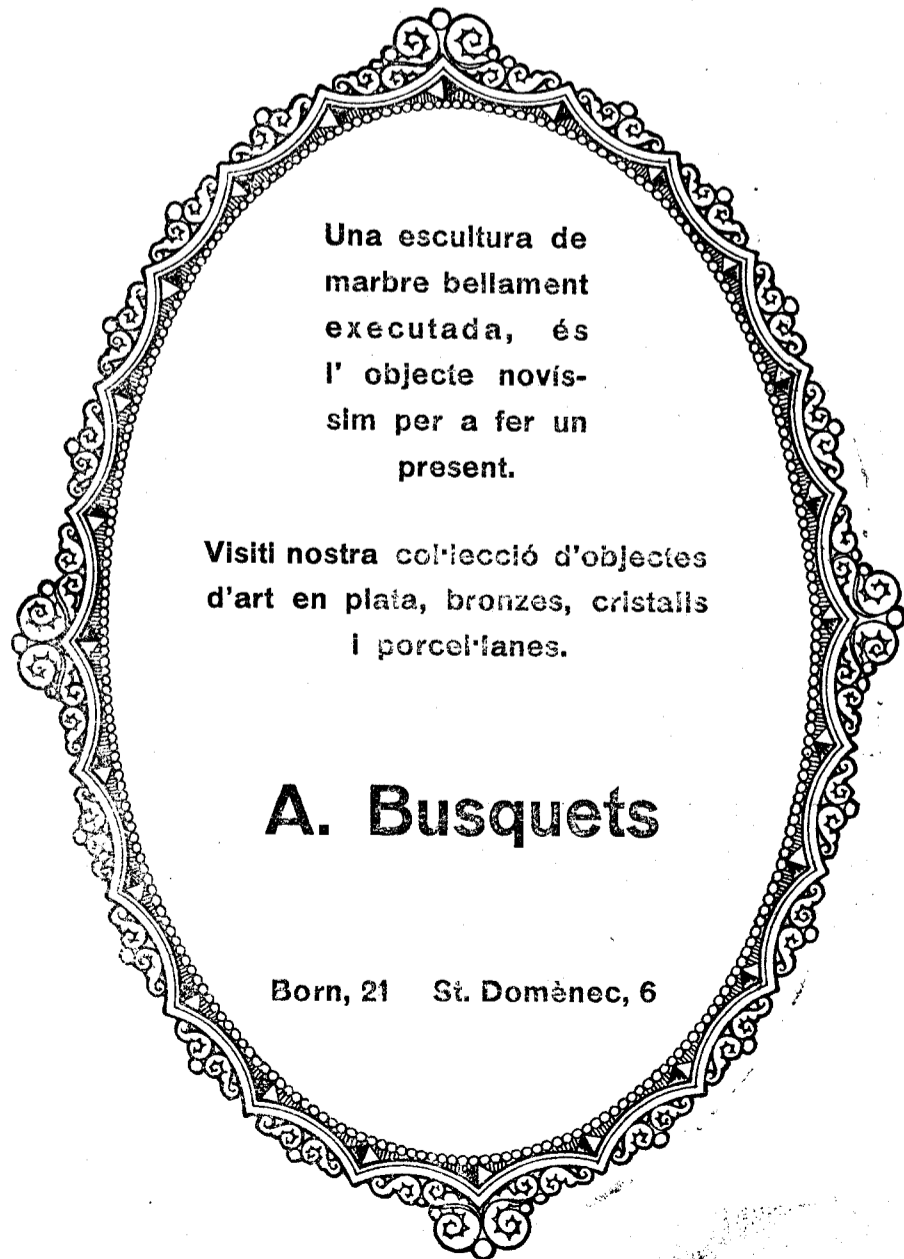 Una escultura de
marbre bellament
executada, és
l' objecte novís-
sim per a fer un
present.
Visiti nostra col·lecció d'objectes
d'art en plata, bronzes, cristalls
i porcel·lanes.
A. Busquets
Born, 21 St. Domènec, 6